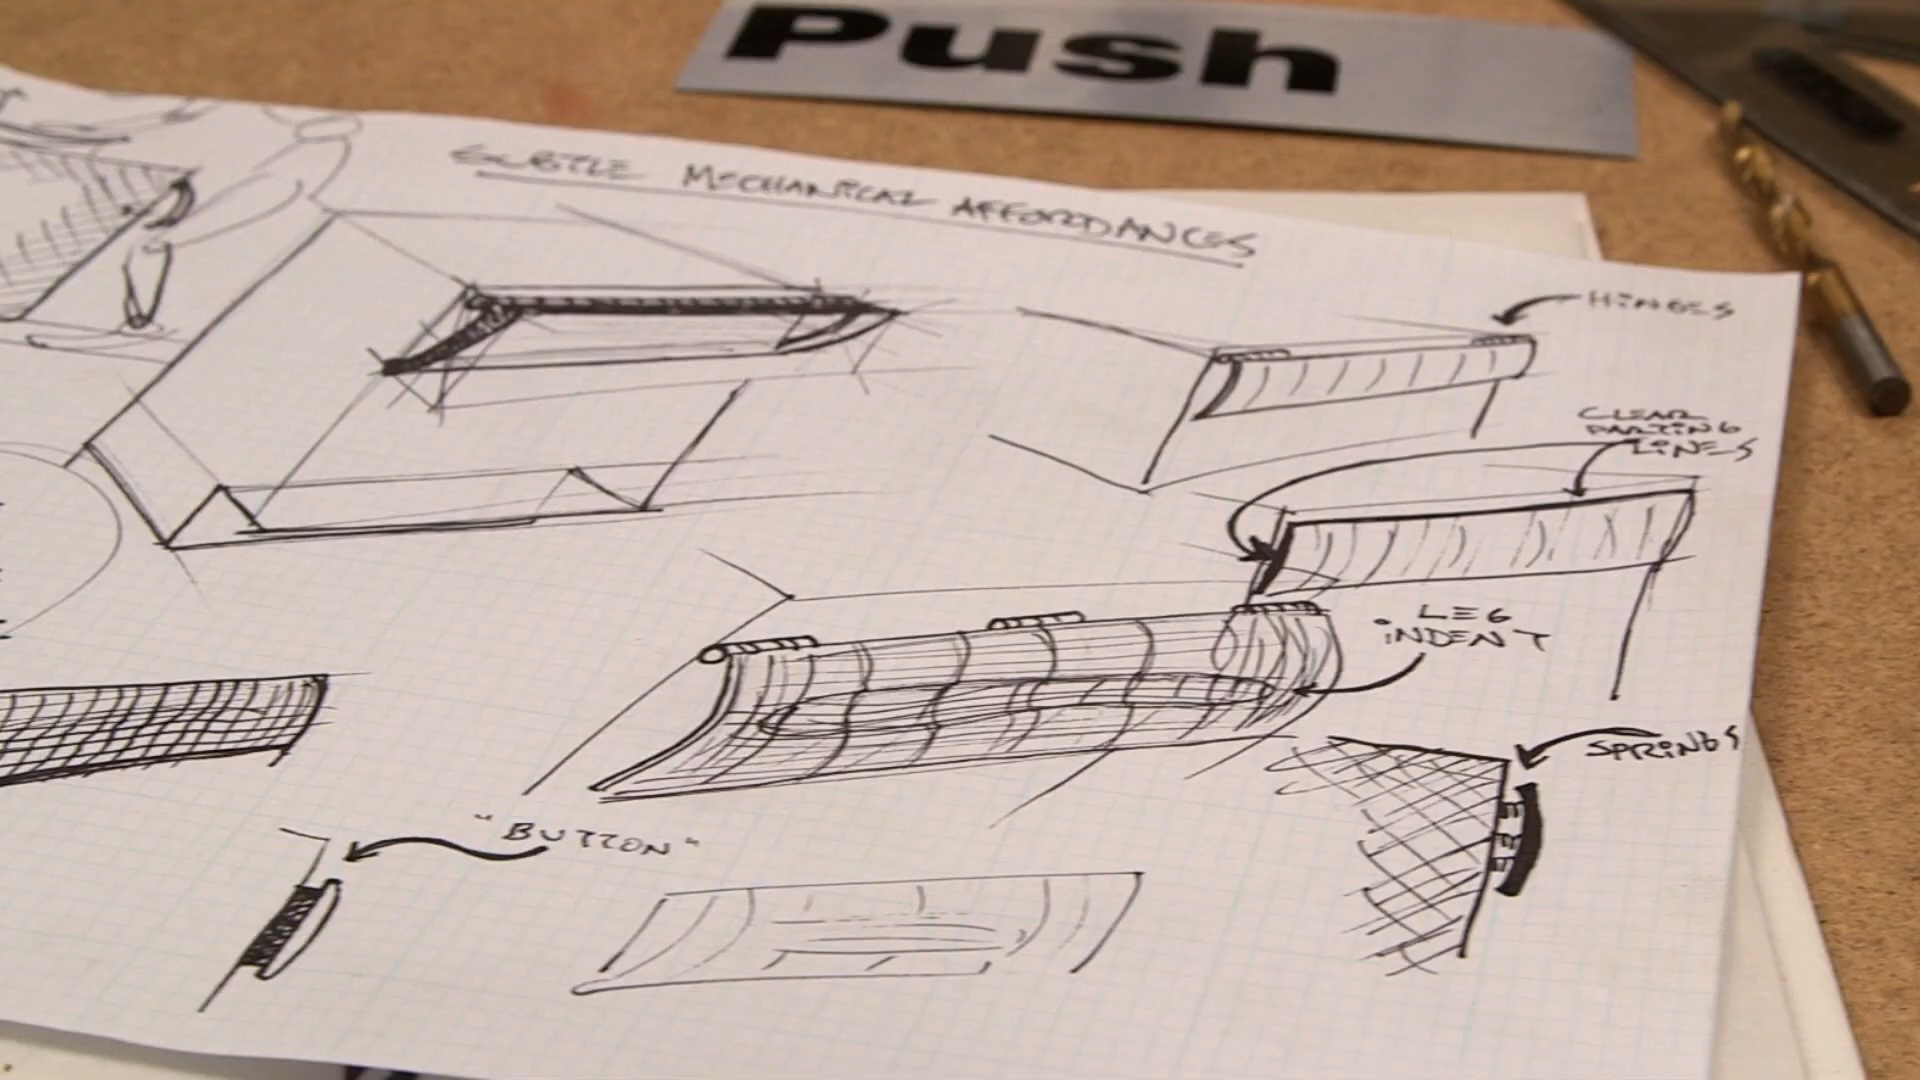 Push
SUBTLE MECHANICAL AFFORDANCES
HINGES
CLEAR
PARTING
LINES
LEG
INDENT
SPRINGS
"BUTTON"